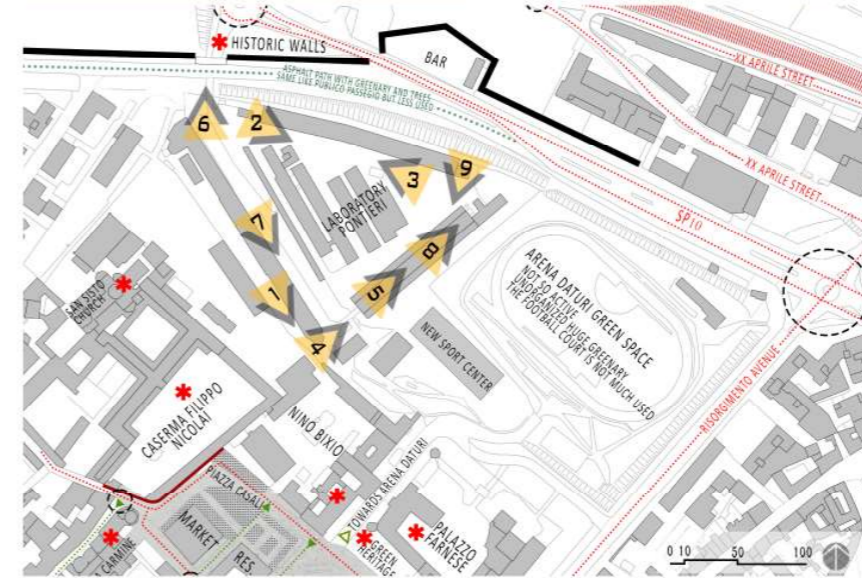 HISTORIC WALLS
BAR
ASPHALT PATH WITH GREENARY AND TREES
SAME LIKE PUBLICO PASSEGIO BUT LESS USED
XX APRILE STREET
XX APRILE STREET
SP10
6
2
3
9
7
8
1
5
4
LABORATORY
PONTIERI
ARENA DATURI GREEN SPACE
NOT SO ACTIVE
UNORGANIZED HUGE GREENARY
THE FOOTBALL COURT IS NOT MUCH USED
SAN SISTO
CHURCH
NEW SPORT CENTER
RISORGIMENTO AVENUE
CASERMA FILIPPO
NICOLAI
NINO BIXIO
TOWARDS ARENA DATURI
PIAZZA CASALI
MARKET
RES.
GREEN
HERITAGE
PALAZZO
FARNESE
CARMINE
0 10 50 100